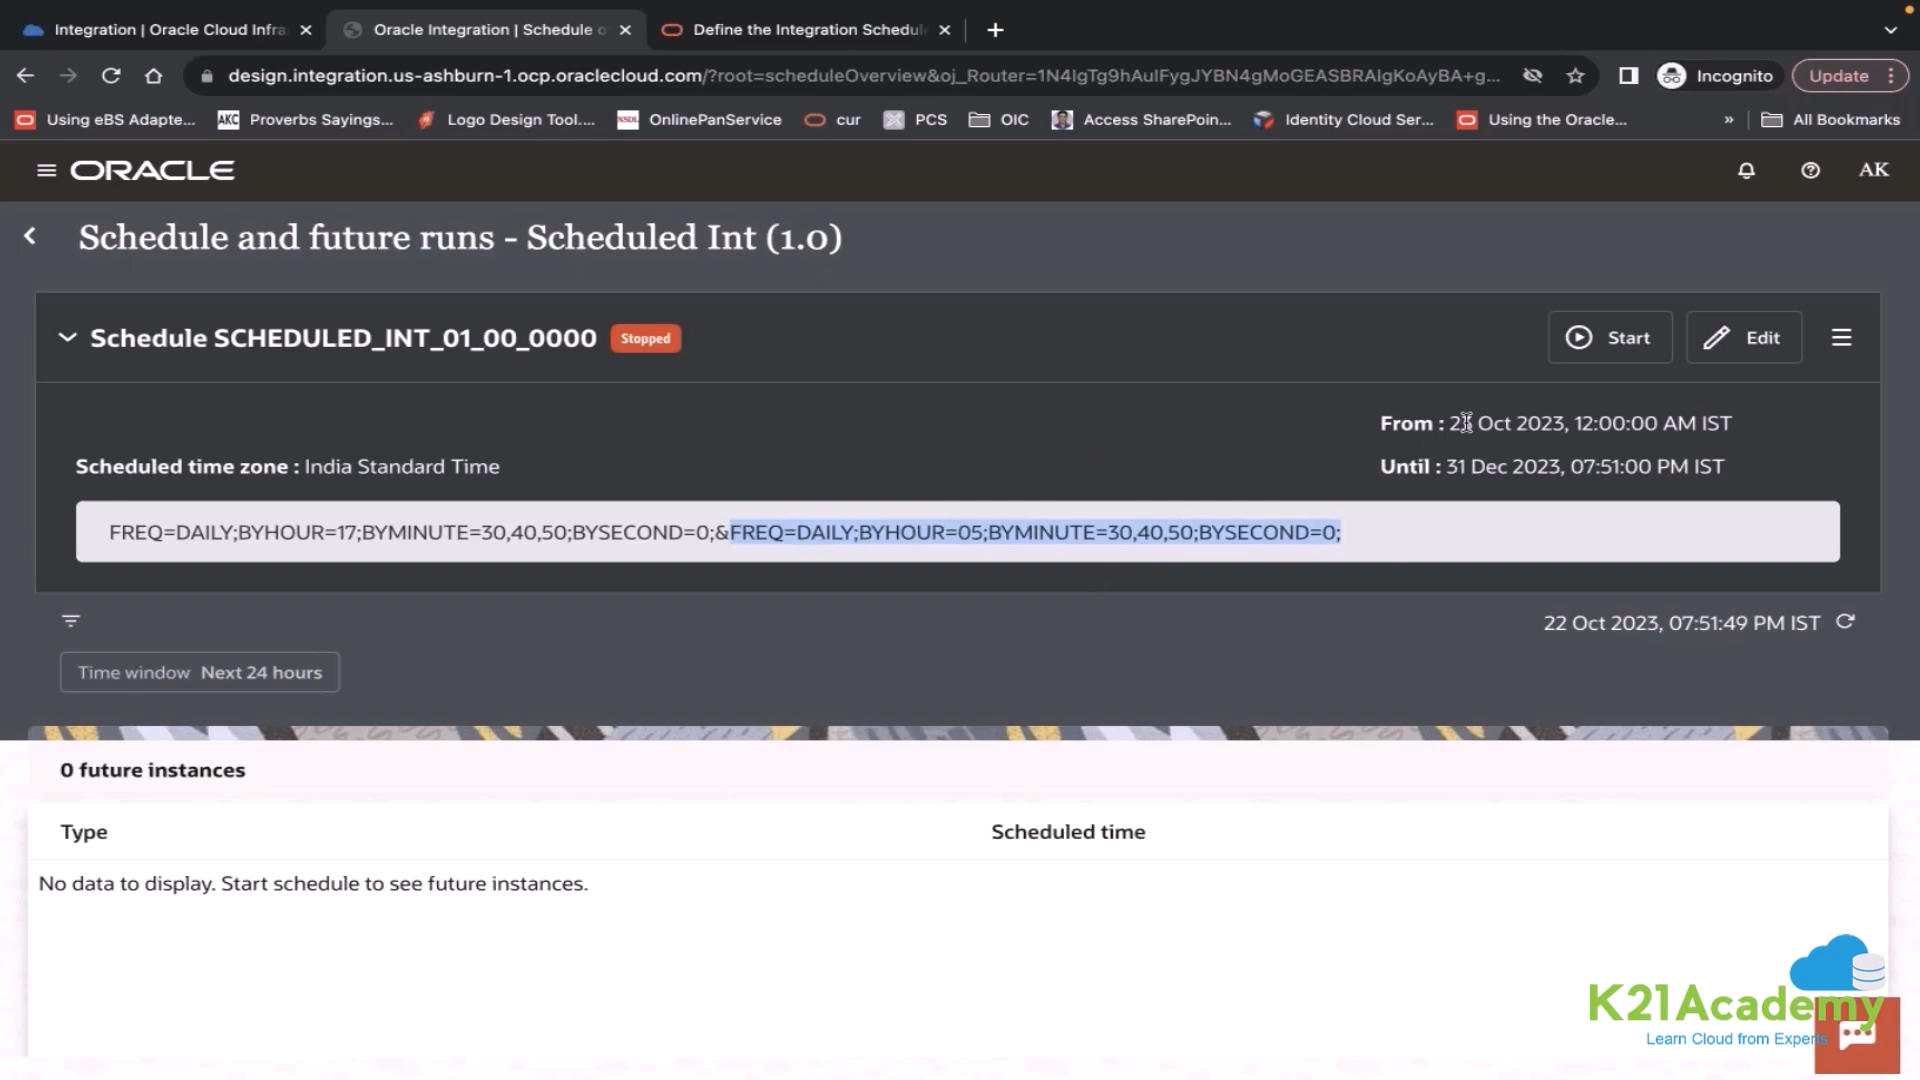 Integration | Oracle Cloud Infra
Oracle Integration | Schedule o
Define the Integration Schedul
design.integration.us-ashburn-1.ocp.oraclecloud.com/?root=scheduleOverview&oj_Router=1N4IgTg9hAuIFygJYBN4gMoGEASBRAIgKoAyBA+g...
Incognito
Update
Using eBS Adapte...
AKC
Proverbs Sayings...
Logo Design Tool....
NSDL
OnlinePanService
cur
PCS
OIC
Access SharePoin...
Identity Cloud Ser...
Using the Oracle...
»
All Bookmarks
ORACLE
AK
Schedule and future runs - Scheduled Int (1.0)
Schedule SCHEDULED_INT_01_00_0000
Stopped
Start
Edit
From : Oct 2023, 12:00:00 AM IST
Scheduled time zone : India Standard Time
Until : 31 Dec 2023, 07:51:00 PM IST
FREQ=DAILY;BYHOUR=17;BYMINUTE=30,40,50;BYSECOND=0;&FREQ=DAILY;BYHOUR=05;BYMINUTE=30,40,50;BYSECOND=0;
22 Oct 2023, 07:51:49 PM IST
Time window Next 24 hours
0 future instances
Type
Scheduled time
No data to display. Start schedule to see future instances.
K21Academy
Learn Cloud from Experts